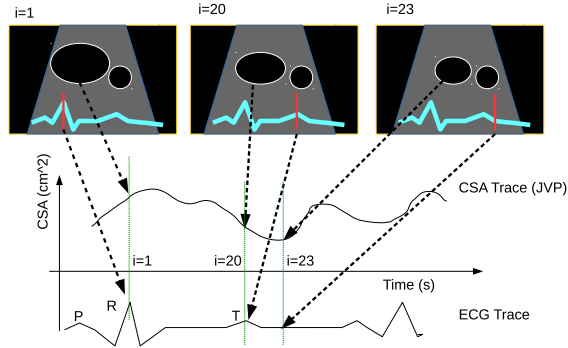 i=1
i=20
i=23
CSA (cm^2)
CSA Trace (JVP)
i=1
i=20
i=23
Time (s)
P
R
T
ECG Trace